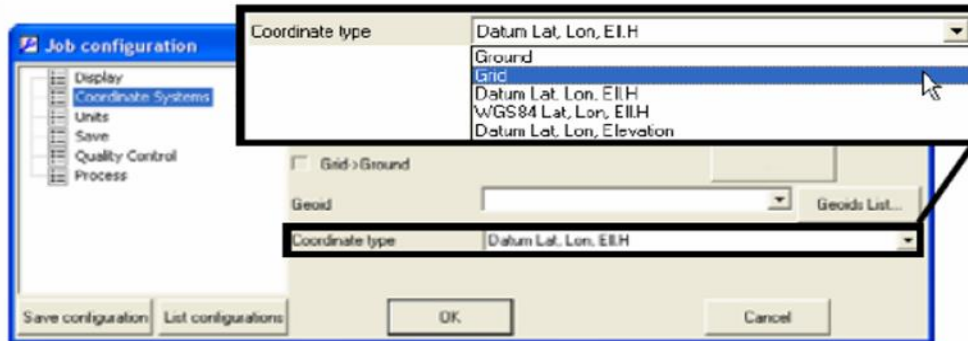 Job configuration
Display
Coordinate Systems
Units
Save
Quality Control
Process
Coordinate type
Datum Lat, Lon, Ell.H
Ground
Grid
Datum Lat, Lon, Ell.H
WGS84 Lat, Lon, Ell.H
Datum Lat, Lon, Elevation
Grid->Ground
Geoid
Geoids List...
Coordinate type
Datum Lat, Lon, Ell.H
Save configuration
List configurations
OK
Cancel